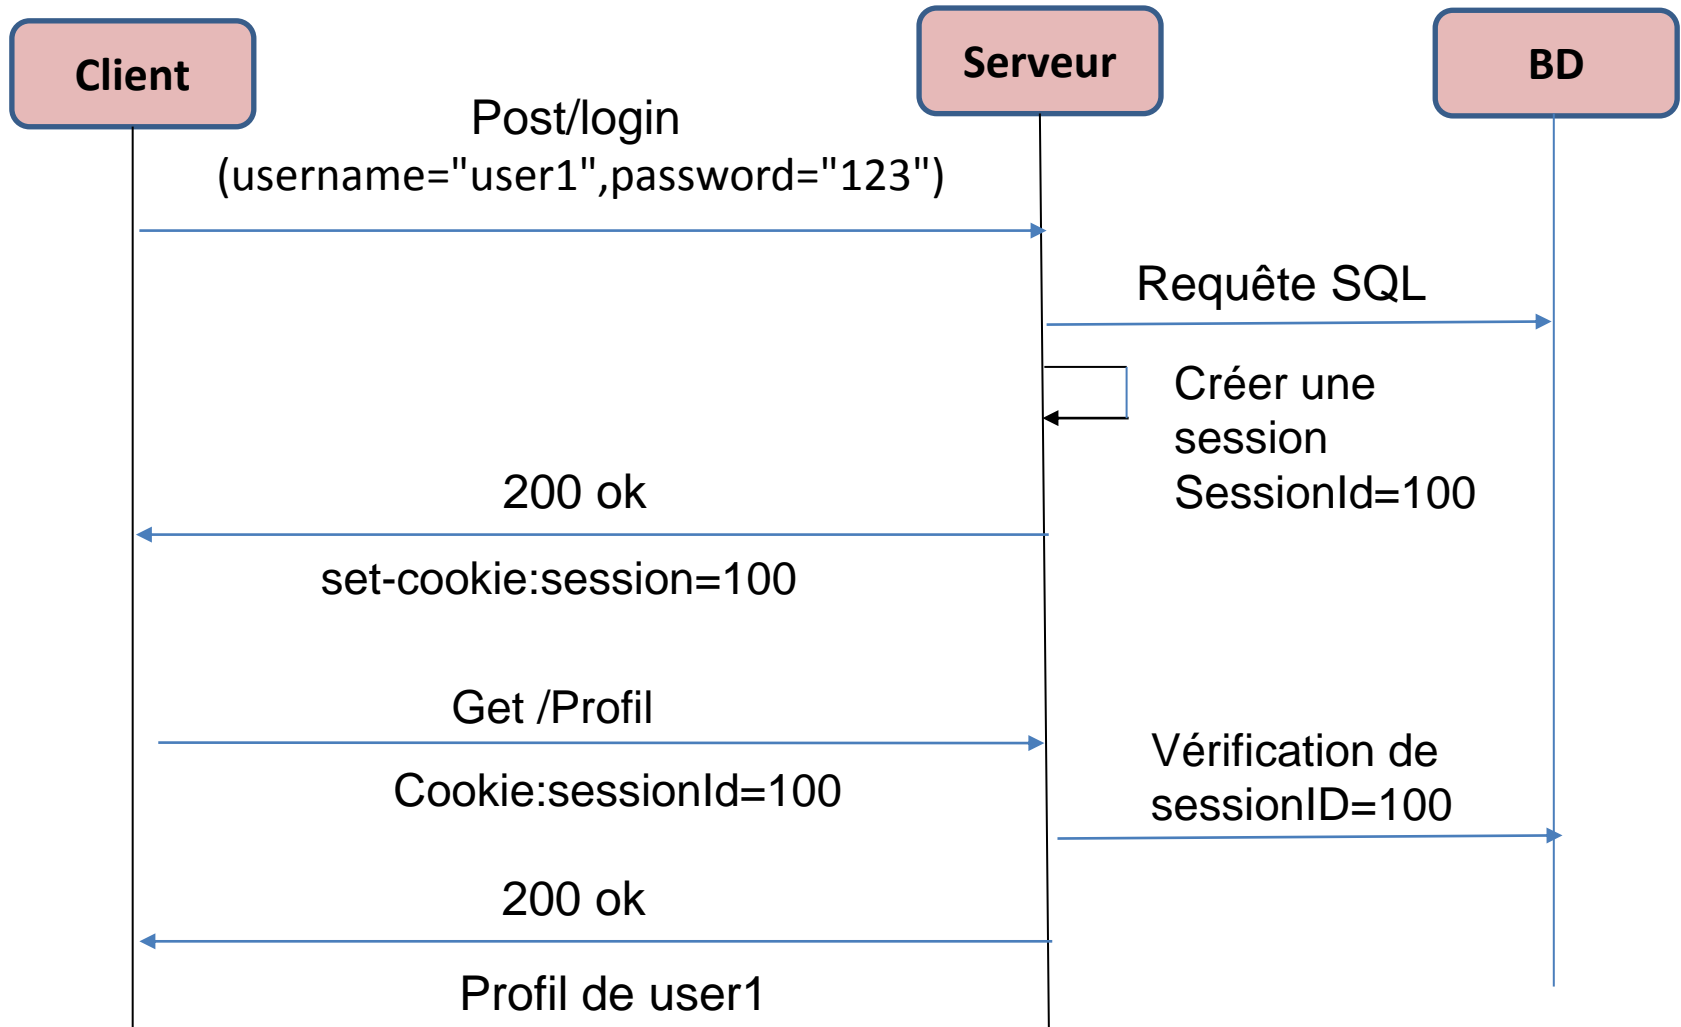 Client
Serveur
BD
Post/login
(username="user1",password="123")
Requête SQL
Créer une
session
SessionId=100
200 ok
set-cookie:session=100
Get /Profil
Cookie:sessionId=100
Vérification de
sessionID=100
200 ok
Profil de user1